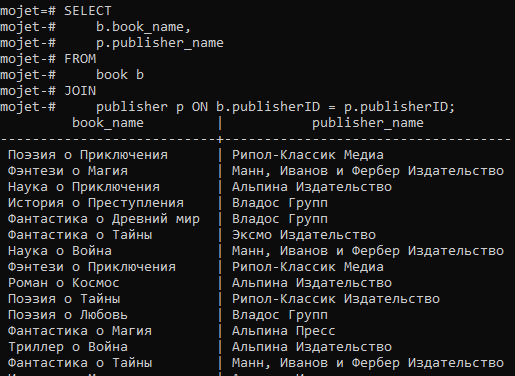 mojet=# SELECT
mojet-#     b.book_name,
mojet-#     p.publisher_name
mojet-# FROM
mojet-#     book b
mojet-# JOIN
mojet-#     publisher p ON b.publisherID = p.publisherID;
         book_name         |           publisher_name
---------------------------+------------------------------------
 Поэзия о Приключения      | Рипол-Классик Медиа
 Фэнтези о Магия           | Манн, Иванов и Фербер Издательство
 Наука о Приключения       | Альпина Издательство
 История о Преступления    | Владос Групп
 Фантастика о Древний мир  | Владос Групп
 Фантастика о Тайны        | Эксмо Издательство
 Наука о Война             | Манн, Иванов и Фербер Издательство
 Фэнтези о Приключения     | Рипол-Классик Медиа
 Роман о Космос            | Альпина Издательство
 Поэзия о Тайны            | Рипол-Классик Издательство
 Поэзия о Любовь           | Владос Групп
 Фантастика о Магия        | Альпина Пресс
 Триллер о Война           | Альпина Издательство
 Фантастика о Тайны        | Манн, Иванов и Фербер Издательство